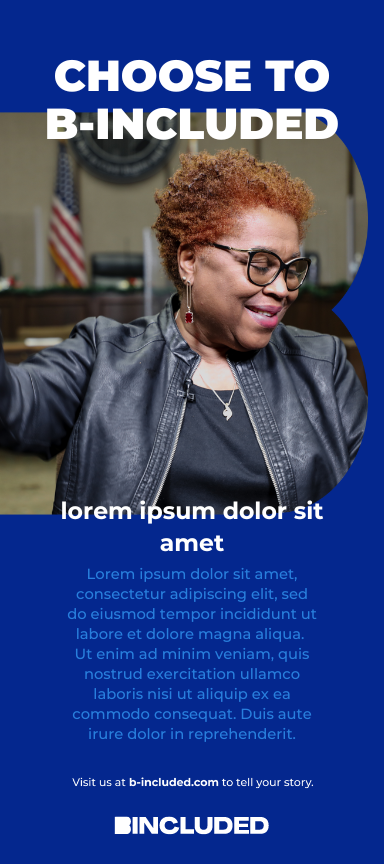 CHOOSE TO
B-INCLUDED
lorem ipsum dolor sit
amet
Lorem ipsum dolor sit amet,
consectetur adipiscing elit, sed
do eiusmod tempor incididunt ut
labore et dolore magna aliqua.
Ut enim ad minim veniam, quis
nostrud exercitation ullamco
laboris nisi ut aliquip ex ea
commodo consequat. Duis aute
irure dolor in reprehenderit.
Visit us at b-included.com to tell your story.
BINCLUDED